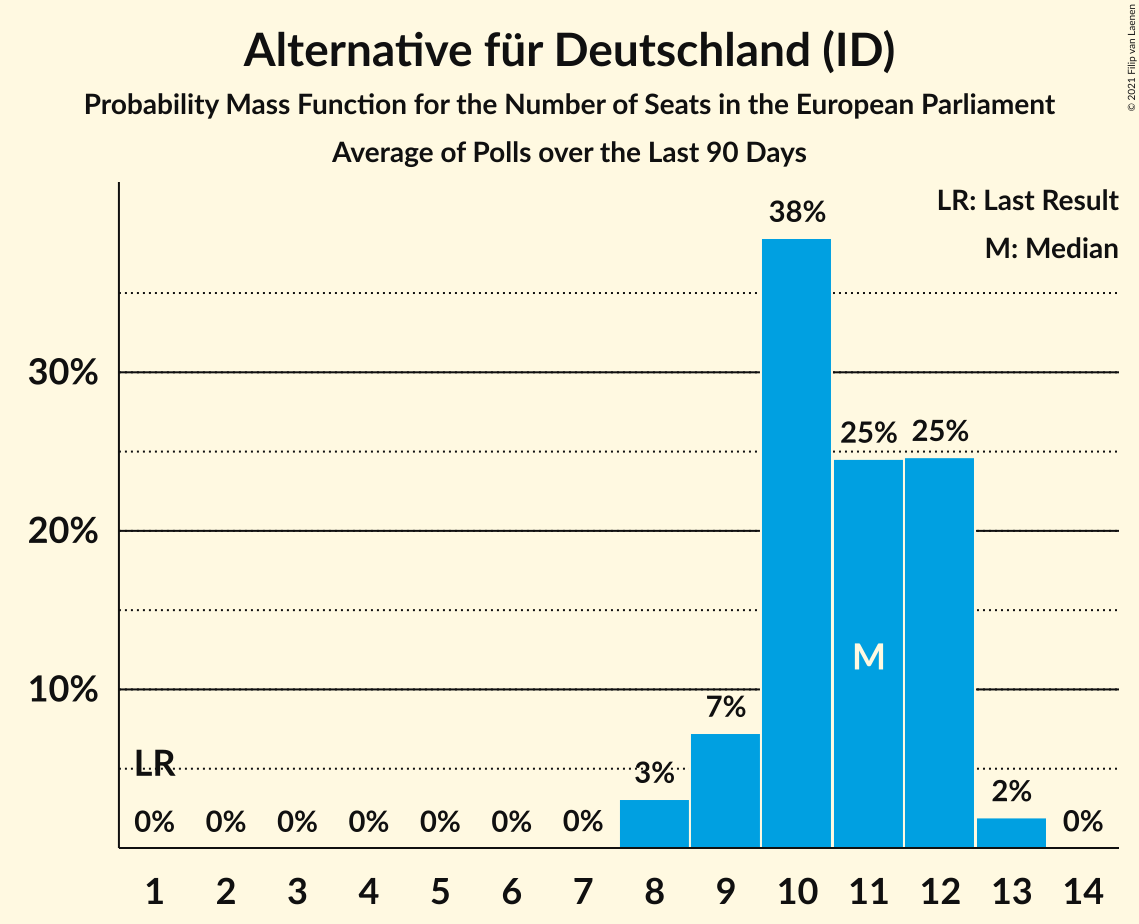 Alternative für Deutschland (ID)
Probability Mass Function for the Number of Seats in the European Parliament
Average of Polls over the Last 90 Days
© 2021 Filip van Laenen
LR: Last Result
M: Median
38%
30%
25% 25%
20%
M
10%
7%
LR
3%
2%
0% 0% 0% 0% 0% 0% 0% 0%
1 2 3 4 5 6 7 8 9 10 11 12 13 14